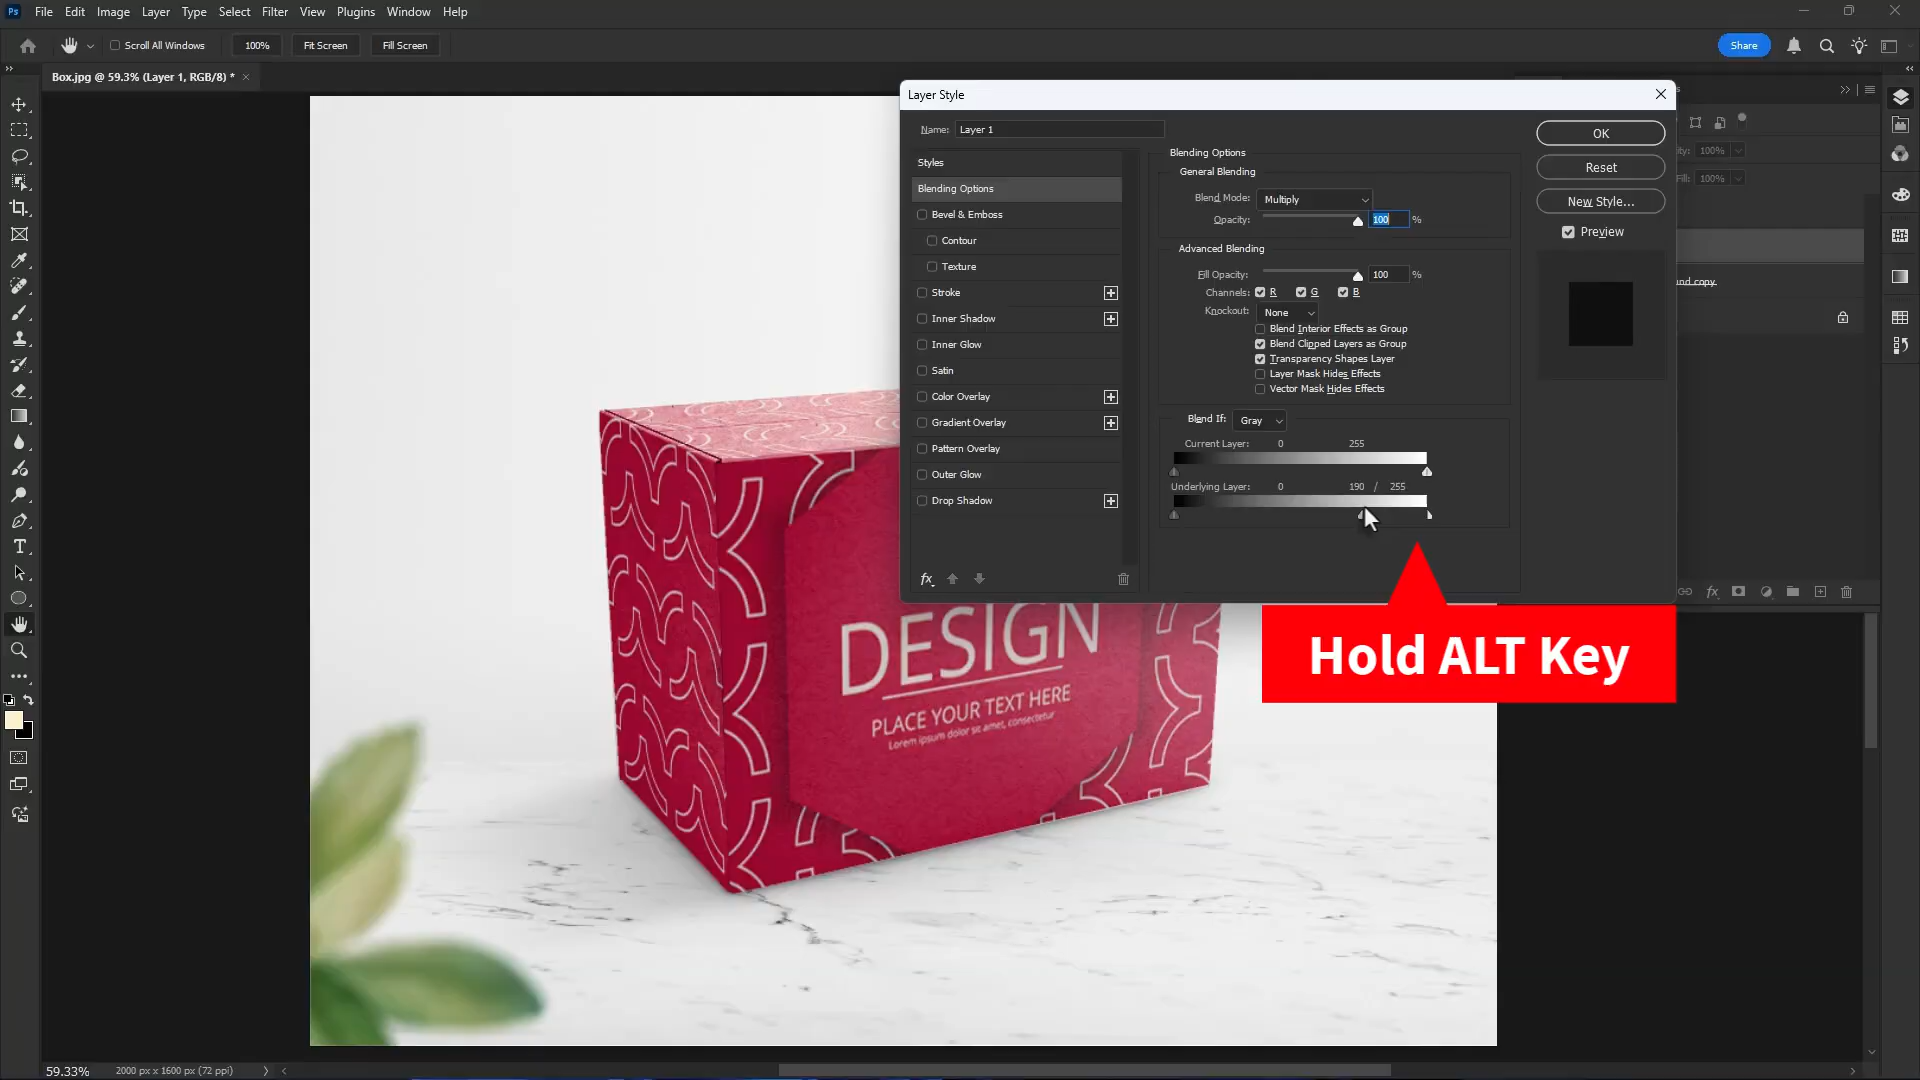 Ps File Edit Image Layer Type Select Filter View Plugins Window Help
Scroll All Windows 100% Fit Screen Fill Screen Share
Box.jpg @ 59.3% (Layer 1, RGB/8) * ×
Layer Style
Name: Layer 1
Styles
Blending Options
Bevel & Emboss
Contour
Texture
Stroke
Inner Shadow
Inner Glow
Satin
Color Overlay
Gradient Overlay
Pattern Overlay
Outer Glow
Drop Shadow
fx
Blending Options
General Blending
Blend Mode: Multiply
Opacity: 100 %
Advanced Blending
Fill Opacity: 100 %
Channels: R G B
Knockout: None
Blend Interior Effects as Group
Blend Clipped Layers as Group
Transparency Shapes Layer
Layer Mask Hides Effects
Vector Mask Hides Effects
Blend If: Gray
Current Layer: 0 255
Underlying Layer: 0 190 / 255
OK
Reset
New Style...
Preview
100%
Fill: 100%
copy
fx
DESIGN
PLACE YOUR TEXT HERE
Lorem ipsum dolor sit amet, consectetur
Hold ALT Key
59.33% 2000 px x 1600 px (72 ppi)